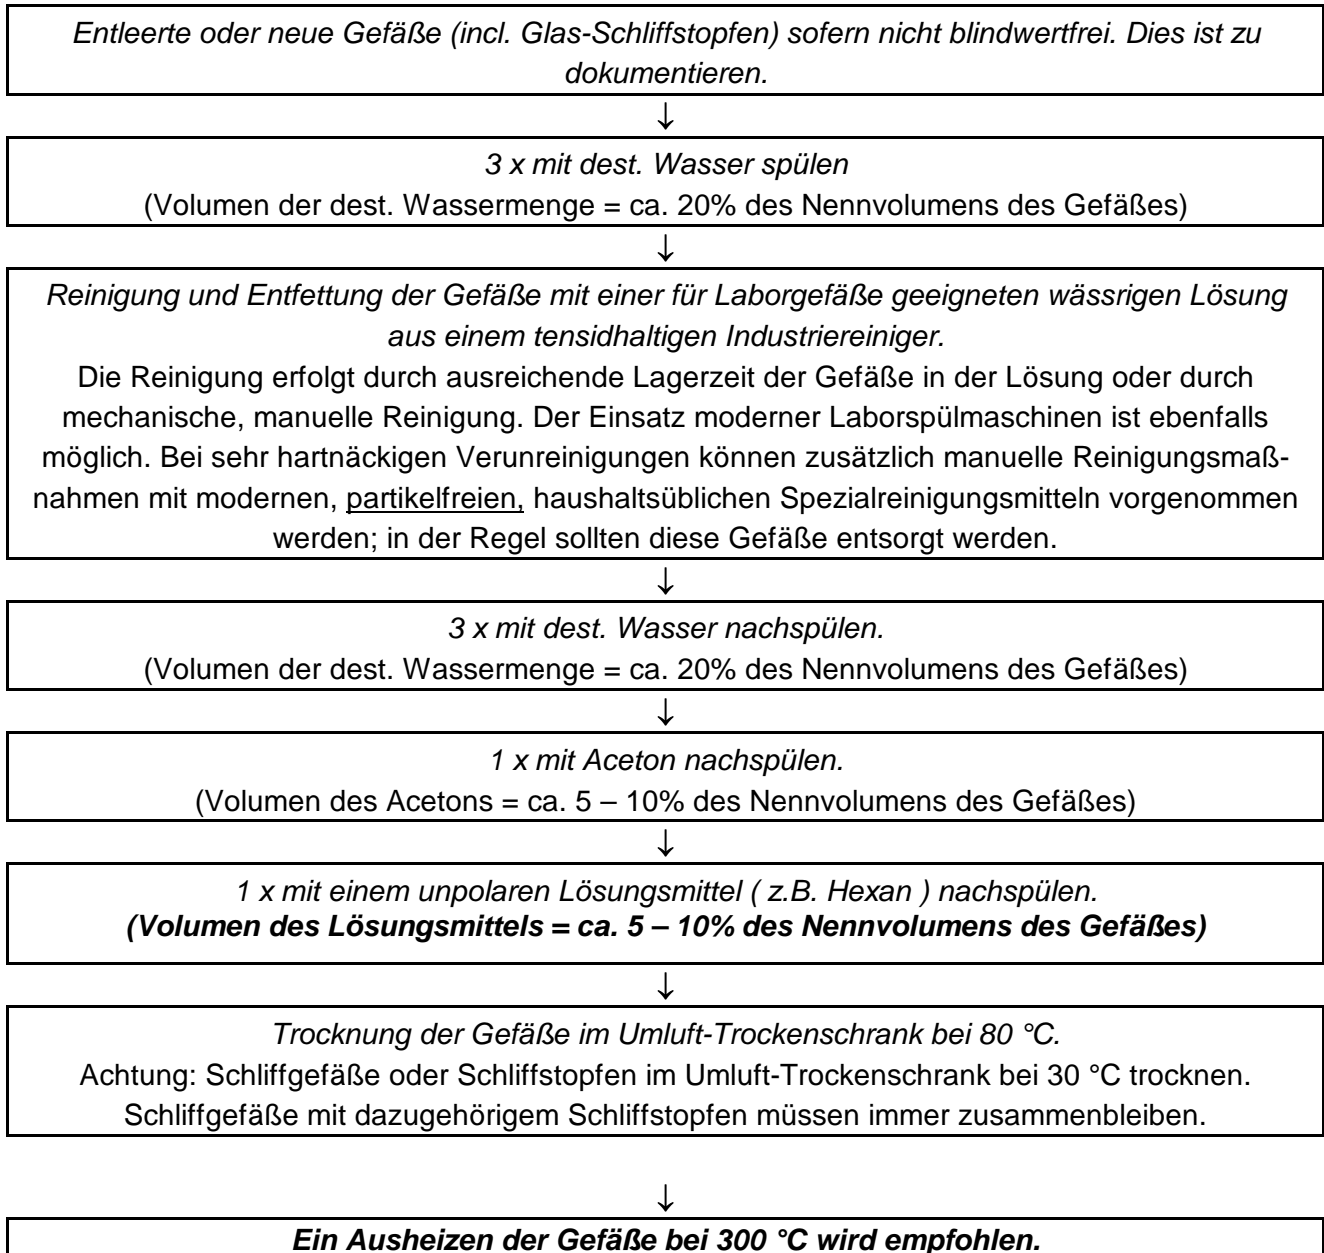 Entleerte oder neue Gefäße (incl. Glas-Schliffstopfen) sofern nicht blindwertfrei. Dies ist zu
dokumentieren.
↓
3 x mit dest. Wasser spülen
(Volumen der dest. Wassermenge = ca. 20% des Nennvolumens des Gefäßes)
↓
Reinigung und Entfettung der Gefäße mit einer für Laborgefäße geeigneten wässrigen Lösung
aus einem tensidhaltigen Industriereiniger.
Die Reinigung erfolgt durch ausreichende Lagerzeit der Gefäße in der Lösung oder durch
mechanische, manuelle Reinigung. Der Einsatz moderner Laborspülmaschinen ist ebenfalls
möglich. Bei sehr hartnäckigen Verunreinigungen können zusätzlich manuelle Reinigungsmaß-
nahmen mit modernen, partikelfreien, haushaltsüblichen Spezialreinigungsmitteln vorgenommen
werden; in der Regel sollten diese Gefäße entsorgt werden.
↓
3 x mit dest. Wasser nachspülen.
(Volumen der dest. Wassermenge = ca. 20% des Nennvolumens des Gefäßes)
↓
1 x mit Aceton nachspülen.
(Volumen des Acetons = ca. 5 – 10% des Nennvolumens des Gefäßes)
↓
1 x mit einem unpolaren Lösungsmittel ( z.B. Hexan ) nachspülen.
(Volumen des Lösungsmittels = ca. 5 – 10% des Nennvolumens des Gefäßes)
↓
Trocknung der Gefäße im Umluft-Trockenschrank bei 80 °C.
Achtung: Schliffgefäße oder Schliffstopfen im Umluft-Trockenschrank bei 30 °C trocknen.
Schliffgefäße mit dazugehörigem Schliffstopfen müssen immer zusammenbleiben.
↓
Ein Ausheizen der Gefäße bei 300 °C wird empfohlen.